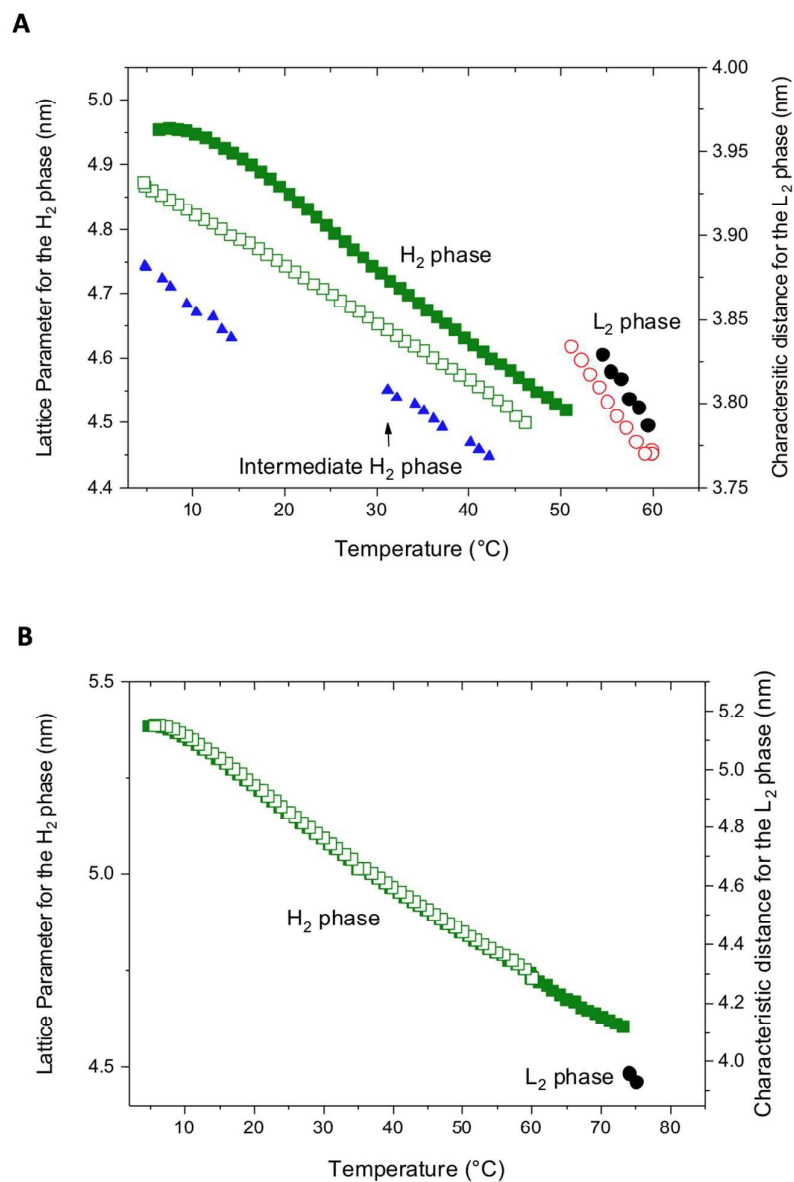 A
Lattice Parameter for the H2 phase (nm)
5.0
4.9
4.8
4.7
4.6
4.5
4.4
4.00
3.95
3.90
3.85
3.80
3.75
Characersitic distance for the L2 phase (nm)
H2 phase
L2 phase
Intermediate H2 phase
10
20
30
40
50
60
Temperature (°C)
B
Lattice Parameter for the H2 phase (nm)
5.5
5.0
4.5
5.2
5.0
4.8
4.6
4.4
4.2
4.0
Characteristic distance for the L2 phase (nm)
H2 phase
L2 phase
10
20
30
40
50
60
70
80
Temperature (°C)